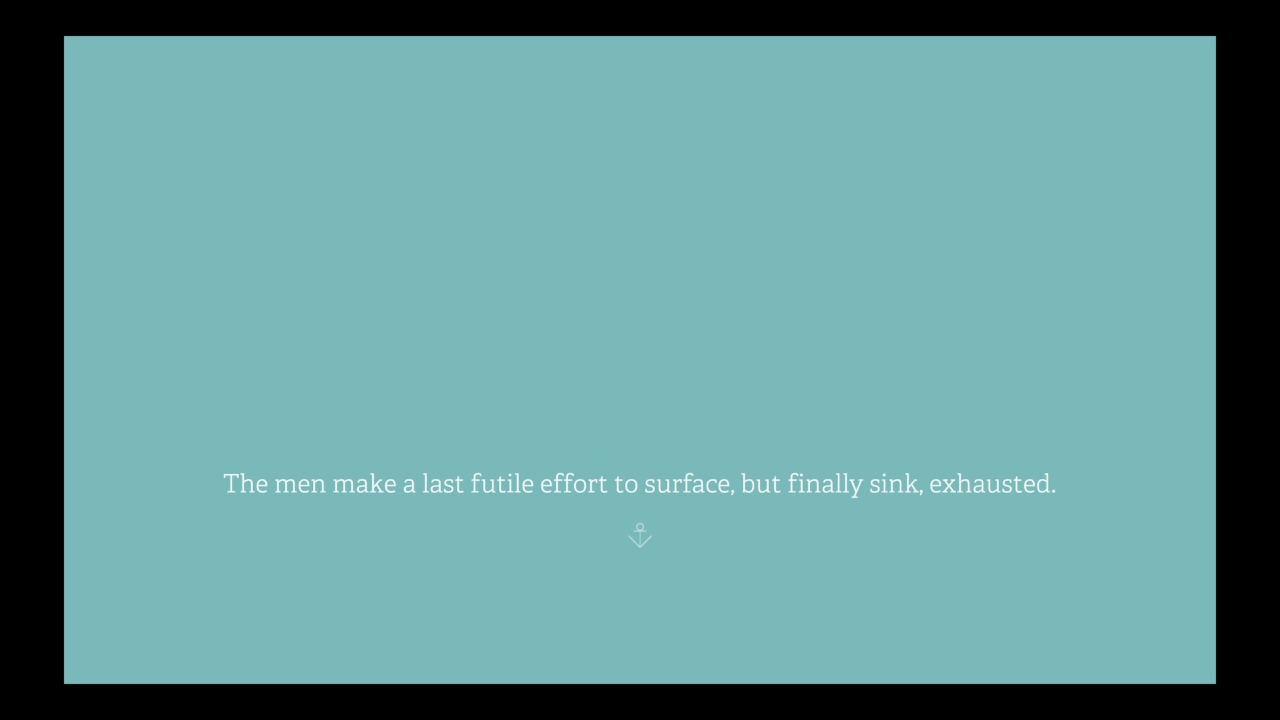 The men make a last futile effort to surface, but finally sink, exhausted.